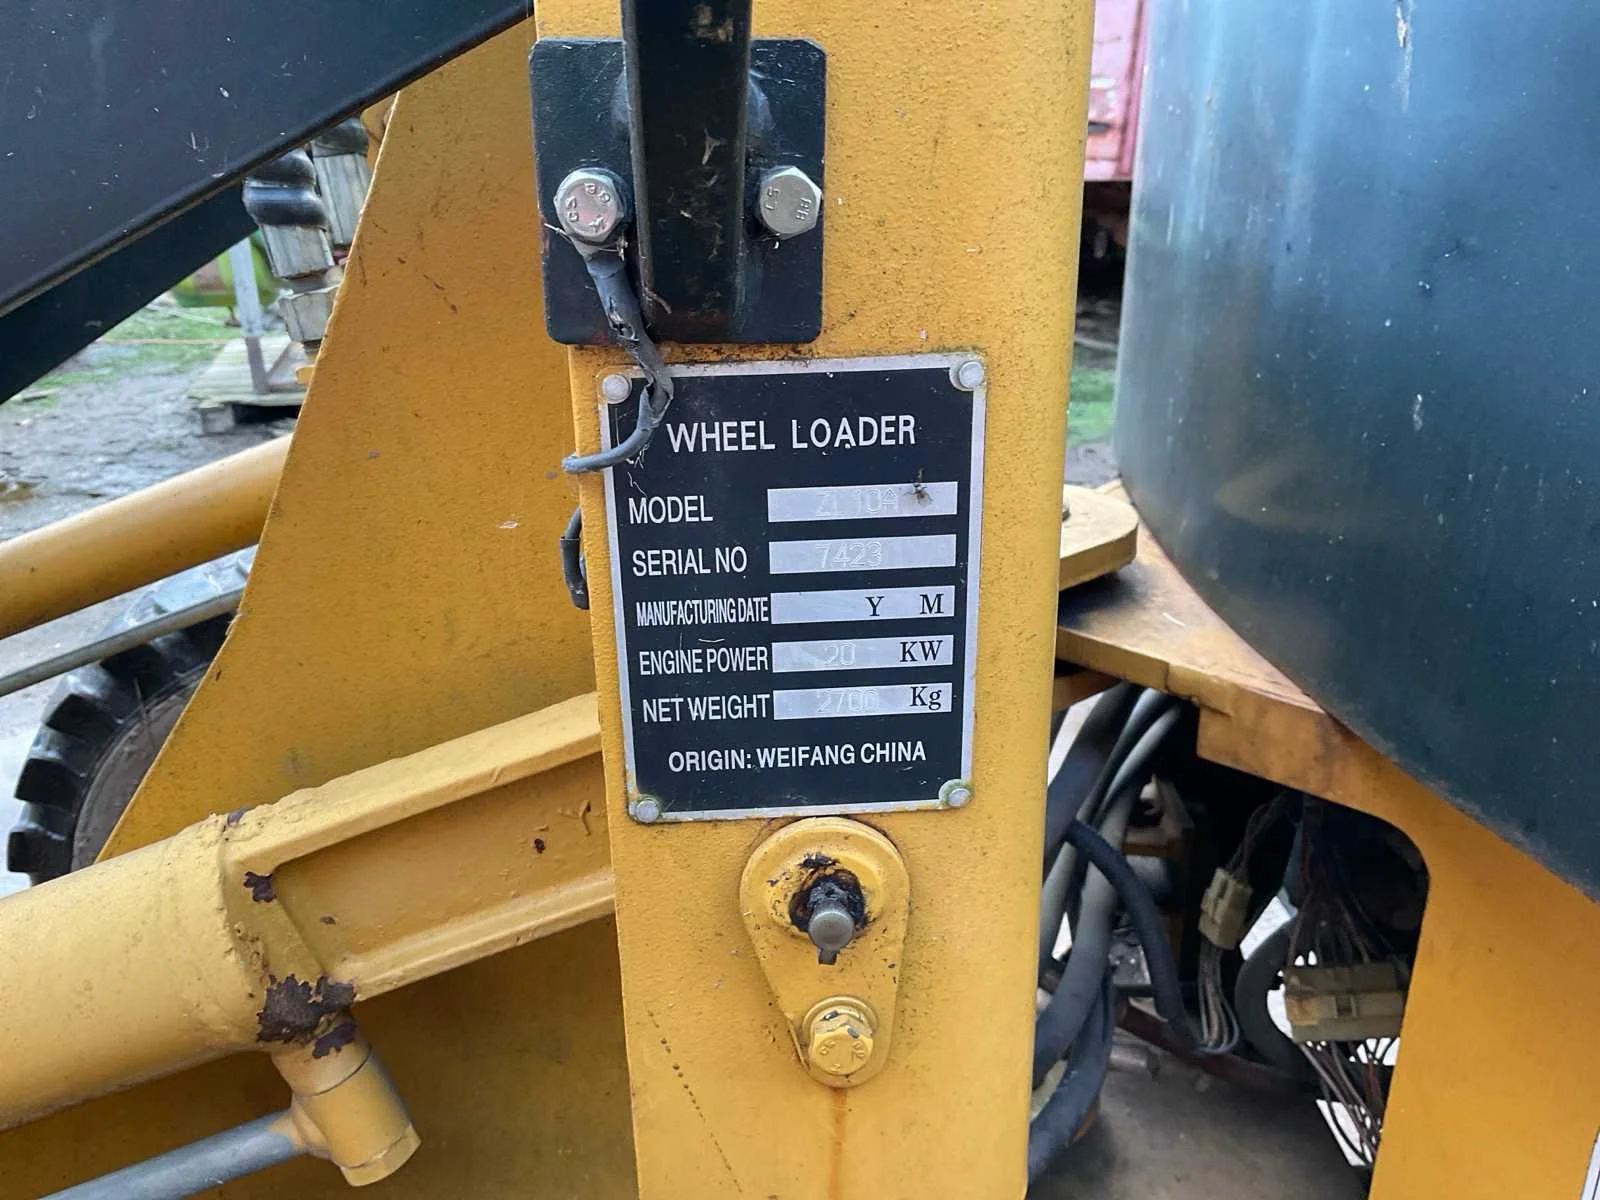 WHEEL LOADER
MODEL ZL10A
SERIAL NO 7423
MANUFACTURING DATE Y M
ENGINE POWER 20 KW
NET WEIGHT 2700 Kg
ORIGIN: WEIFANG CHINA